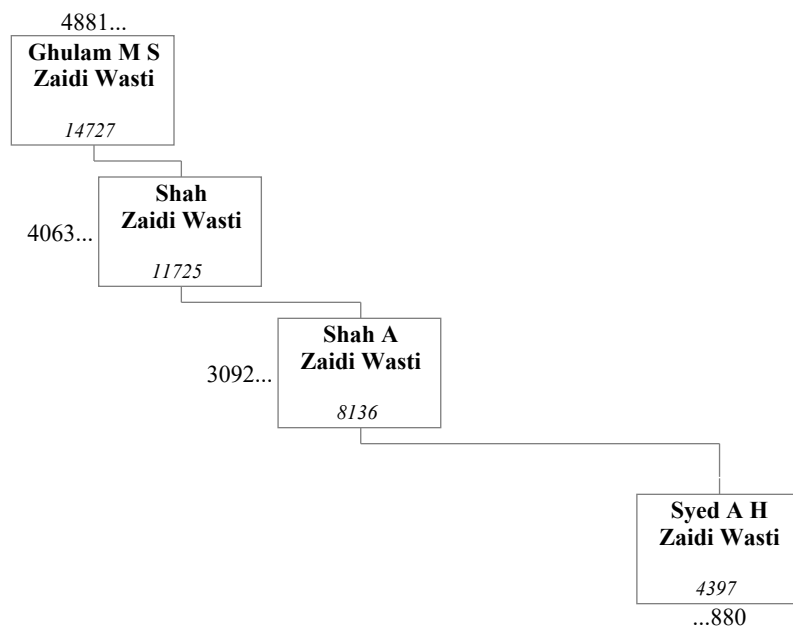 4881...
Ghulam M S
Zaidi Wasti
14727
Shah
Zaidi Wasti
4063...
11725
Shah A
Zaidi Wasti
3092...
8136
Syed A H
Zaidi Wasti
4397
...880